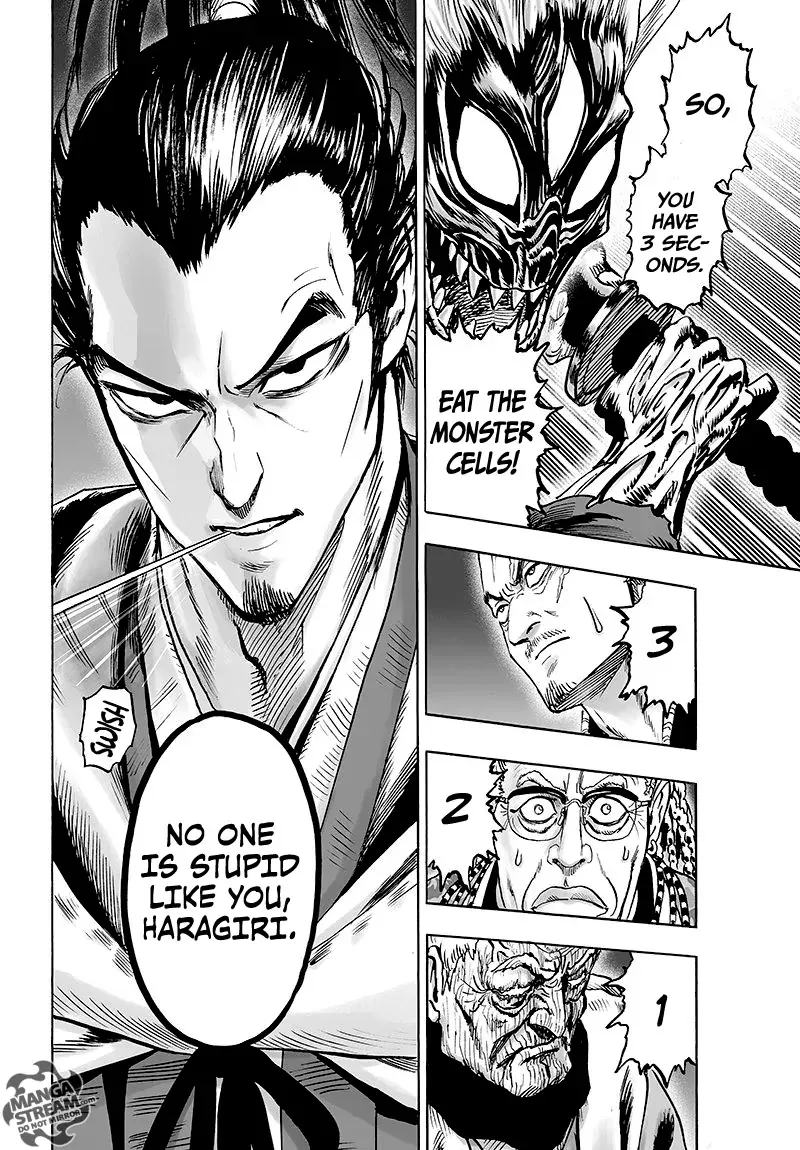 SO,
YOU
HAVE
3 SEC-
ONDS.
EAT THE
MONSTER
CELLS!
3
2
1
SWISH
NO ONE
IS STUPID
LIKE YOU,
HARAGIRI.
MANGA
STREAM.com
DO NOT MIRROR